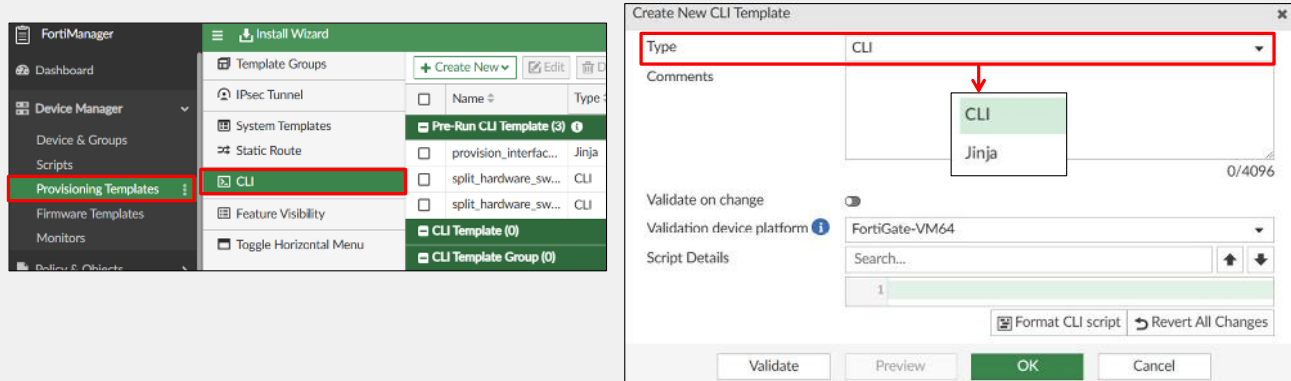 FortiManager
Dashboard
Device Manager
Device & Groups
Scripts
Provisioning Templates
Firmware Templates
Monitors
Policy & Objects
Install Wizard
Template Groups
IPsec Tunnel
System Templates
Static Route
CLI
Feature Visibility
Toggle Horizontal Menu
+ Create New
Edit
D
Name
Type
Pre-Run CLI Template (3)
provision_interfac... Jinja
split_hardware_sw... CLI
split_hardware_sw... CLI
CLI Template (0)
CLI Template Group (0)
Create New CLI Template
Type CLI
Comments
CLI
Jinja
0/4096
Validate on change
Validation device platform FortiGate-VM64
Script Details Search...
1
Format CLI script Revert All Changes
Validate Preview OK Cancel